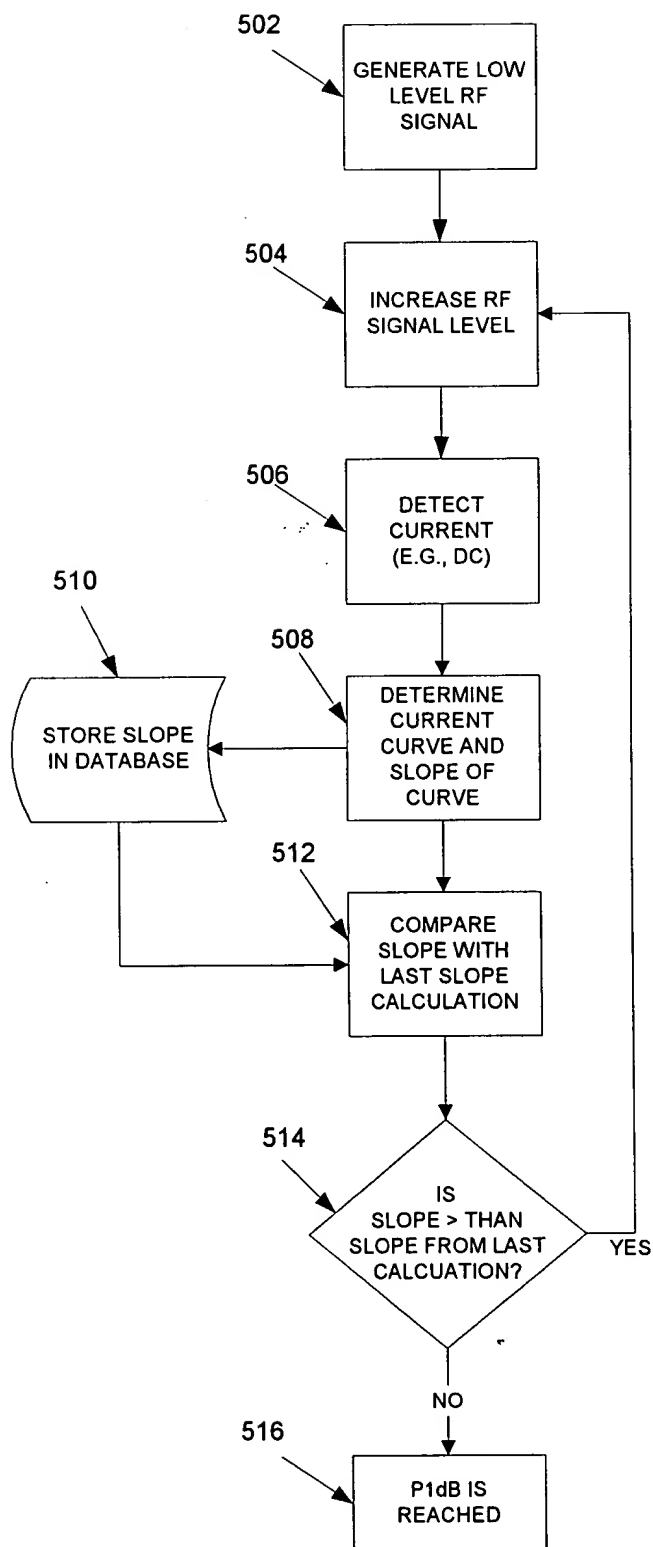 502
GENERATE LOW
LEVEL RF
SIGNAL
504
INCREASE RF
SIGNAL LEVEL
506
DETECT
CURRENT
(E.G., DC)
510
STORE SLOPE
IN DATABASE
508
DETERMINE
CURRENT
CURVE AND
SLOPE OF
CURVE
512
COMPARE
SLOPE WITH
LAST SLOPE
CALCULATION
514
IS
SLOPE > THAN
SLOPE FROM LAST
CALCUATION?
YES
NO
516
P1dB IS
REACHED